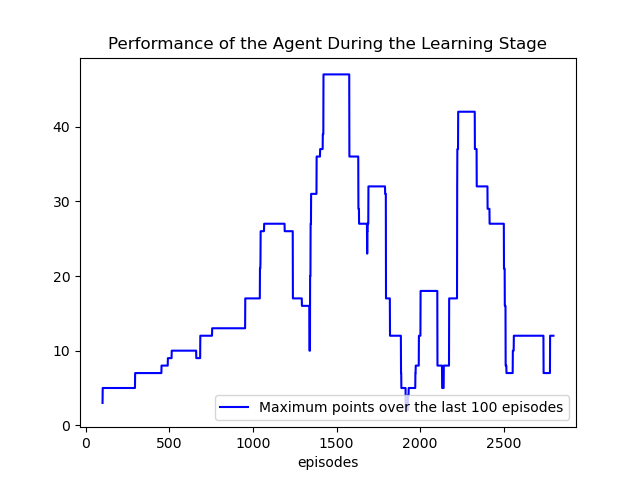 Performance of the Agent During the Learning Stage
40
30
20
10
0
Maximum points over the last 100 episodes
0 500 1000 1500 2000 2500
episodes